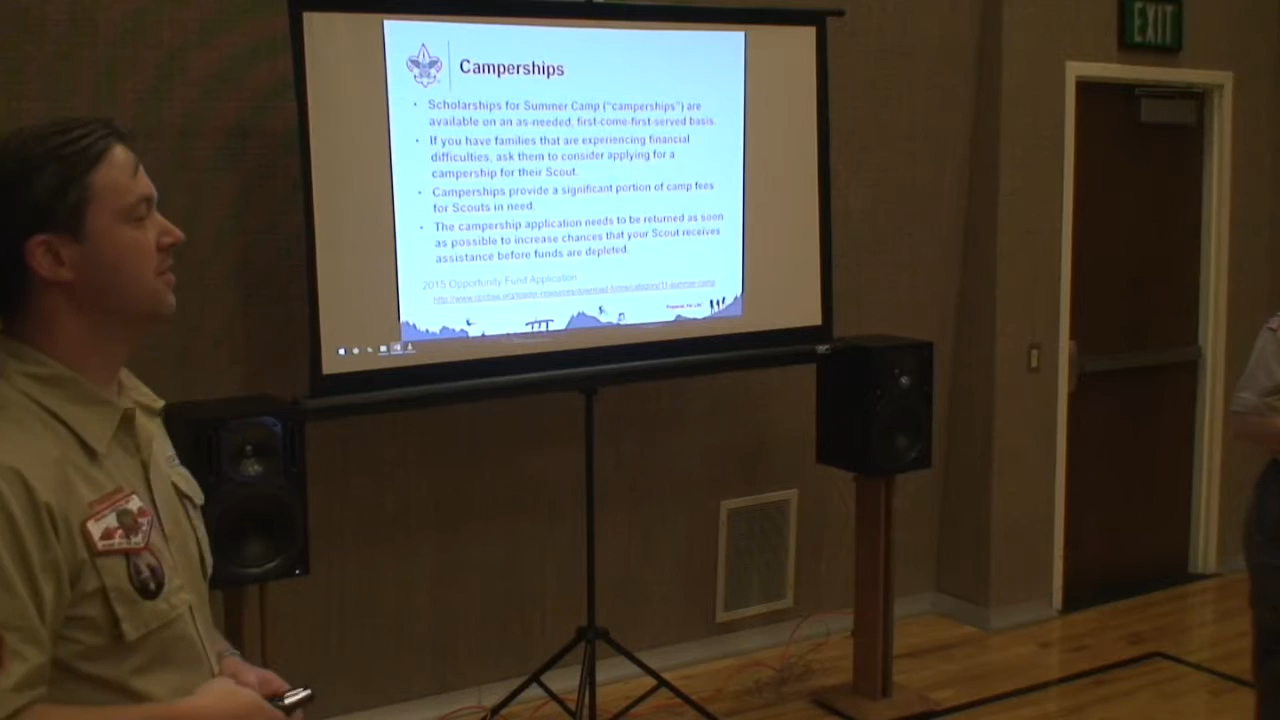 EXIT
Camperships
• Scholarships for Summer Camp ("camperships") are
available on an as-needed, first-come-first-served basis.
• If you have families that are experiencing financial
difficulties, ask them to consider applying for a
campership for their Scout.
• Camperships provide a significant portion of camp fees
for Scouts in need.
• The campership application needs to be returned as soon
as possible to increase chances that your Scout receives
assistance before funds are depleted.
2015 Opportunity Fund Application
Prepared. For Life.